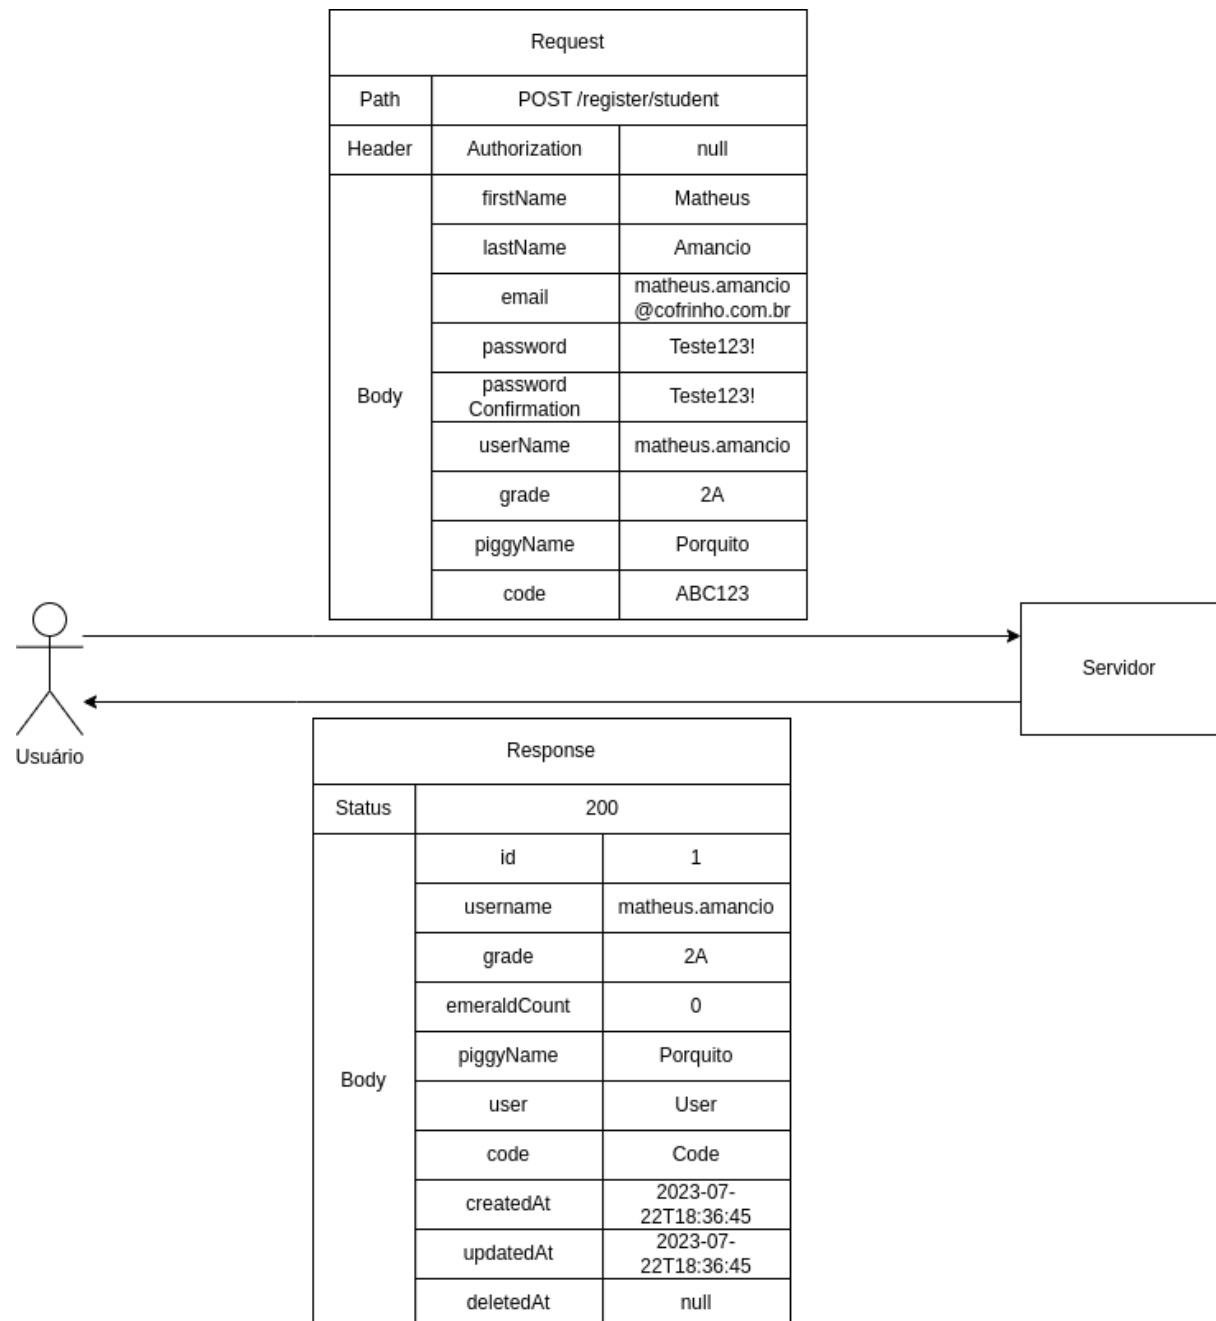 Request
Path POST /register/student
Header Authorization null
Body
firstName Matheus
lastName Amancio
email matheus.amancio
@cofrinho.com.br
password Teste123!
password
Confirmation Teste123!
userName matheus.amancio
grade 2A
piggyName Porquito
code ABC123
Usuário
Servidor
Response
Status 200
Body
id 1
username matheus.amancio
grade 2A
emeraldCount 0
piggyName Porquito
user User
code Code
createdAt 2023-07-
22T18:36:45
updatedAt 2023-07-
22T18:36:45
deletedAt null